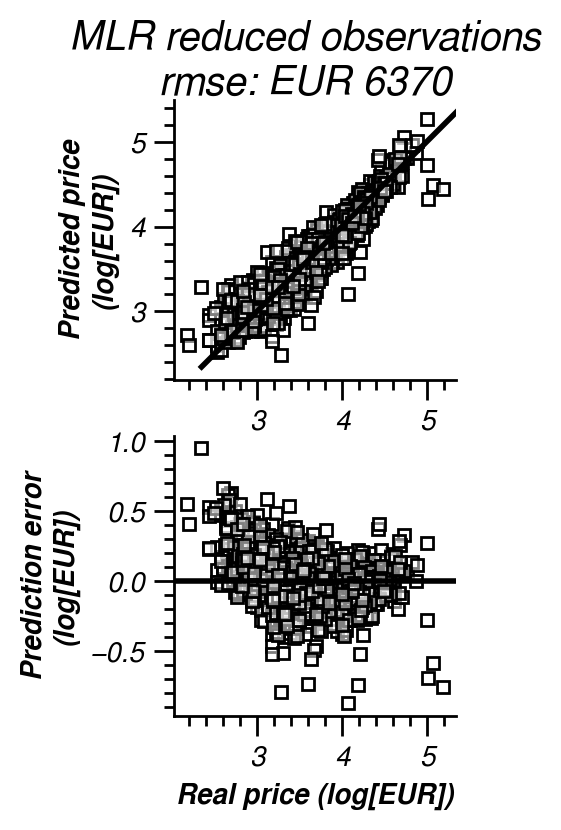 MLR reduced observations
rmse: EUR 6370
Predicted price
(log[EUR])
5
4
3
3 4 5
Prediction error
(log[EUR])
1.0
0.5
0.0
−0.5
3 4 5
Real price (log[EUR])